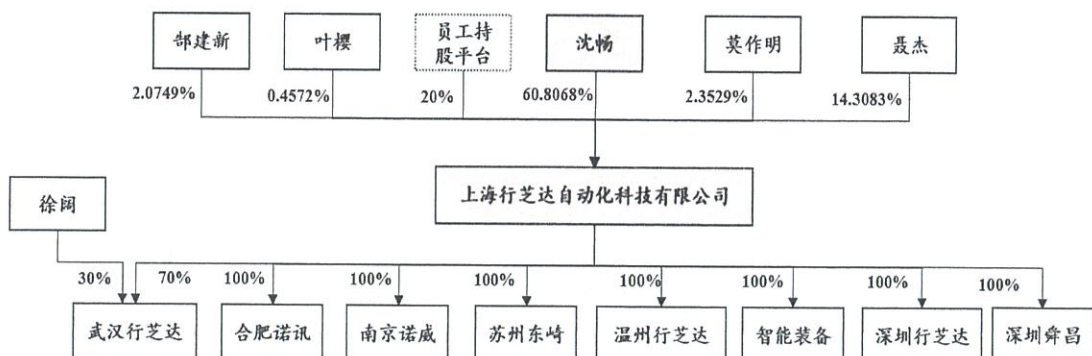 郜建新
叶樱
员工持
股平台
沈畅
莫作明
聂杰
2.0749%
0.4572%
20%
60.8068%
2.3529%
14.3083%
上海行芝达自动化科技有限公司
徐阔
30%
70%
100%
100%
100%
100%
100%
100%
100%
武汉行芝达
合肥诺讯
南京诺威
苏州东崎
温州行芝达
智能装备
深圳行芝达
深圳舜昌